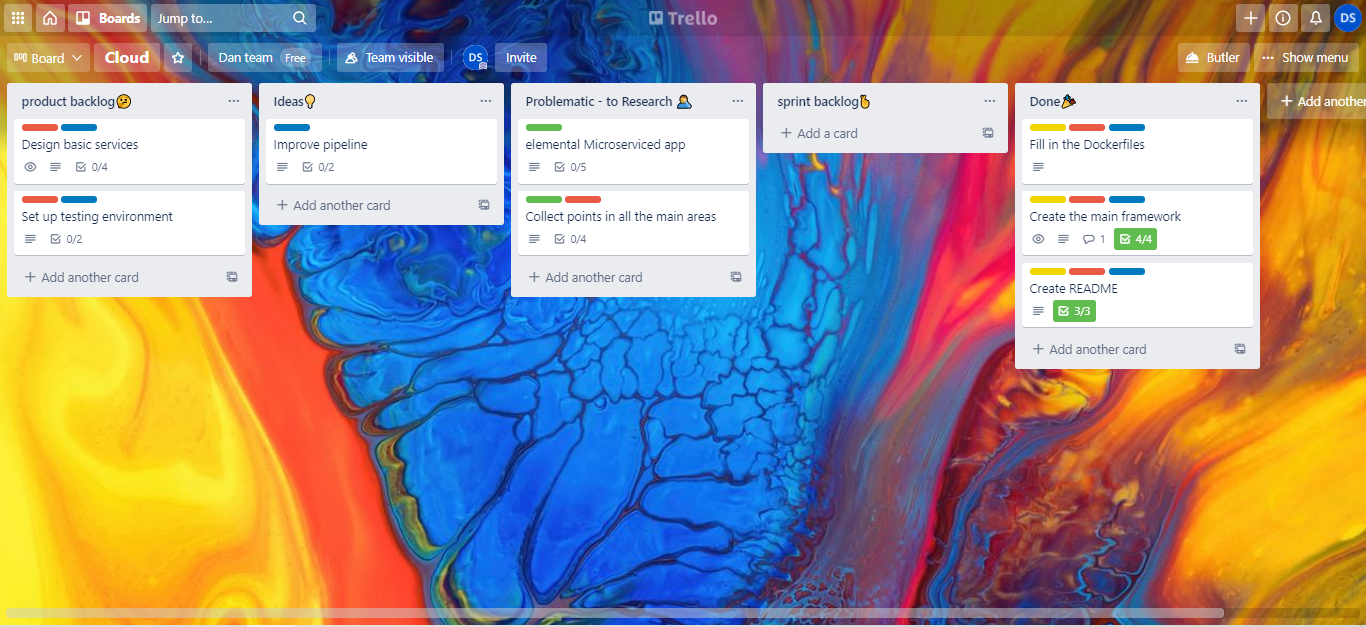 Boards
Jump to...
Trello
DS
Board
Cloud
Dan team Free
Team visible
DS
Invite
Butler
Show menu
product backlog🤔
Design basic services
0/4
Set up testing environment
0/2
Add another card
Ideas💡
Improve pipeline
0/2
Add another card
Problematic - to Research
elemental Microserviced app
0/5
Collect points in all the main areas
0/4
Add another card
sprint backlog
Add a card
Done🎉
Fill in the Dockerfiles
Create the main framework
1
4/4
Create README
3/3
Add another card
Add another